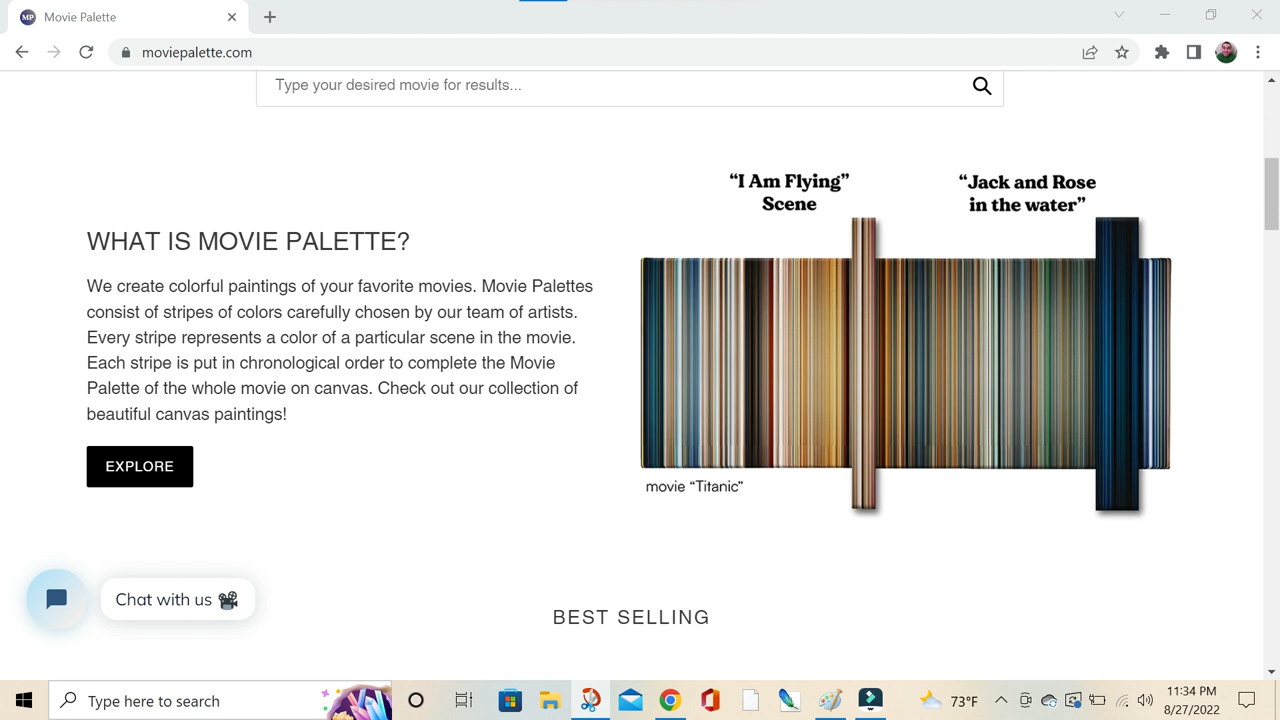 MP Movie Palette
moviepalette.com
Type your desired movie for results...
WHAT IS MOVIE PALETTE?
We create colorful paintings of your favorite movies. Movie Palettes
consist of stripes of colors carefully chosen by our team of artists.
Every stripe represents a color of a particular scene in the movie.
Each stripe is put in chronological order to complete the Movie
Palette of the whole movie on canvas. Check out our collection of
beautiful canvas paintings!
EXPLORE
“I Am Flying”
Scene
“Jack and Rose
in the water”
movie “Titanic”
Chat with us
BEST SELLING
Type here to search
73°F
11:34 PM
8/27/2022